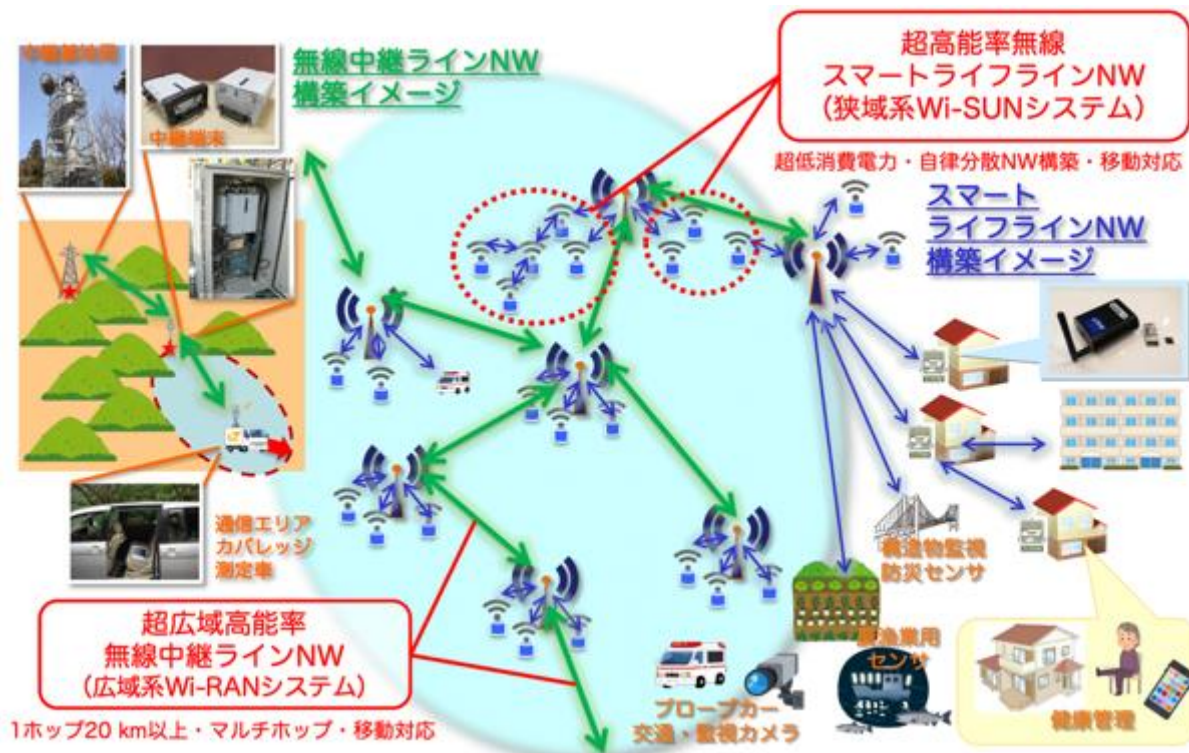 中継基地局
中継端末
無線中継ラインNW
構築イメージ
超高能率無線
スマートライフラインNW
（狭域系Wi-SUNシステム）
超低消費電力・自律分散NW構築・移動対応
スマート
ライフラインNW
構築イメージ
通信エリア
カバレッジ
測定車
構造物監視
防災センサ
農漁業用
センサ
超広域高能率
無線中継ラインNW
（広域系Wi-RANシステム）
1ホップ20 km以上・マルチホップ・移動対応
プローブカー
交通・監視カメラ
健康管理